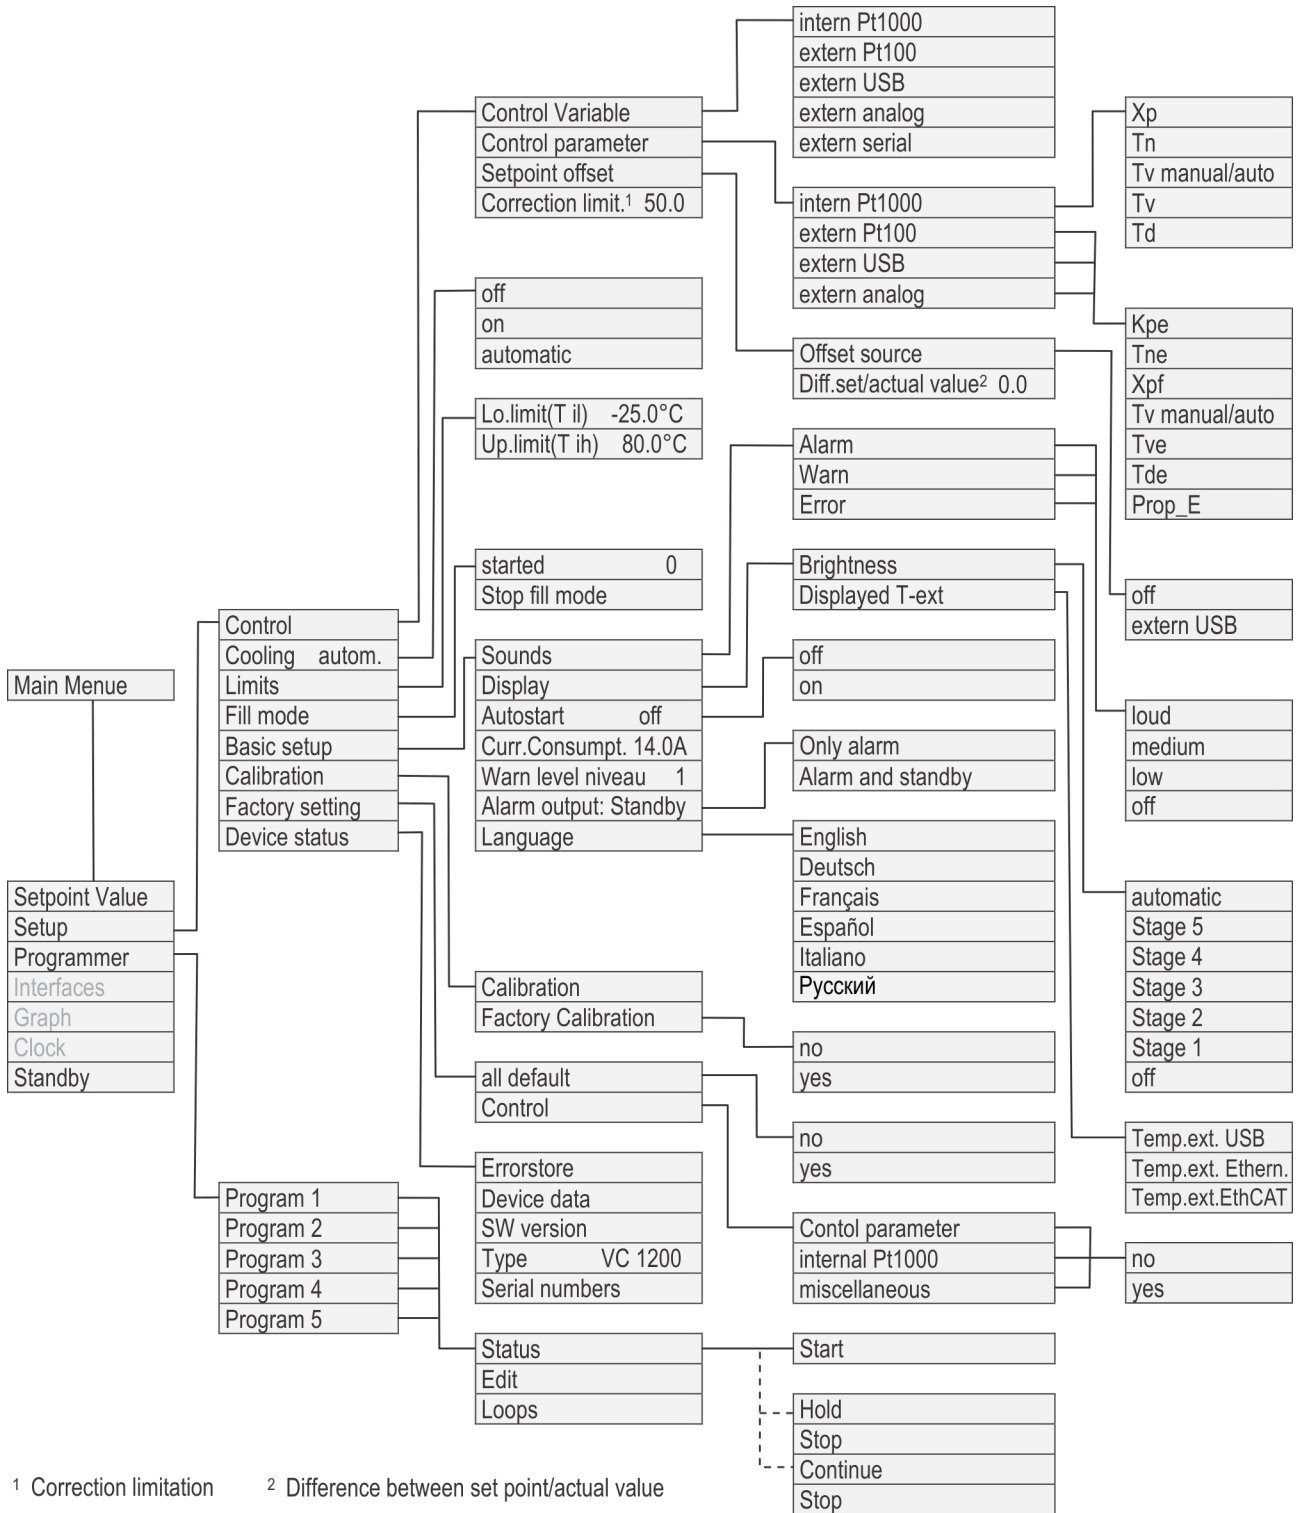 Main Menue
Setpoint Value
Setup
Programmer
Interfaces
Graph
Clock
Standby
Control
Cooling autom.
Limits
Fill mode
Basic setup
Calibration
Factory setting
Device status
Program 1
Program 2
Program 3
Program 4
Program 5
Control Variable
Control parameter
Setpoint offset
Correction limit.¹ 50.0
off
on
automatic
Lo.limit(T il) -25.0°C
Up.limit(T ih) 80.0°C
started 0
Stop fill mode
Sounds
Display
Autostart off
Curr.Consumpt. 14.0A
Warn level niveau 1
Alarm output: Standby
Language
Calibration
Factory Calibration
all default
Control
Errorstore
Device data
SW version
Type VC 1200
Serial numbers
Status
Edit
Loops
intern Pt1000
extern Pt100
extern USB
extern analog
extern serial
intern Pt1000
extern Pt100
extern USB
extern analog
Offset source
Diff.set/actual value² 0.0
Alarm
Warn
Error
Brightness
Displayed T-ext
off
on
Only alarm
Alarm and standby
English
Deutsch
Français
Español
Italiano
Русский
no
yes
no
yes
Contol parameter
internal Pt1000
miscellaneous
Start
Hold
Stop
Continue
Stop
Xp
Tn
Tv manual/auto
Tv
Td
Kpe
Tne
Xpf
Tv manual/auto
Tve
Tde
Prop_E
off
extern USB
loud
medium
low
off
automatic
Stage 5
Stage 4
Stage 3
Stage 2
Stage 1
off
Temp.ext. USB
Temp.ext. Ethern.
Temp.ext.EthCAT
no
yes
¹ Correction limitation ² Difference between set point/actual value